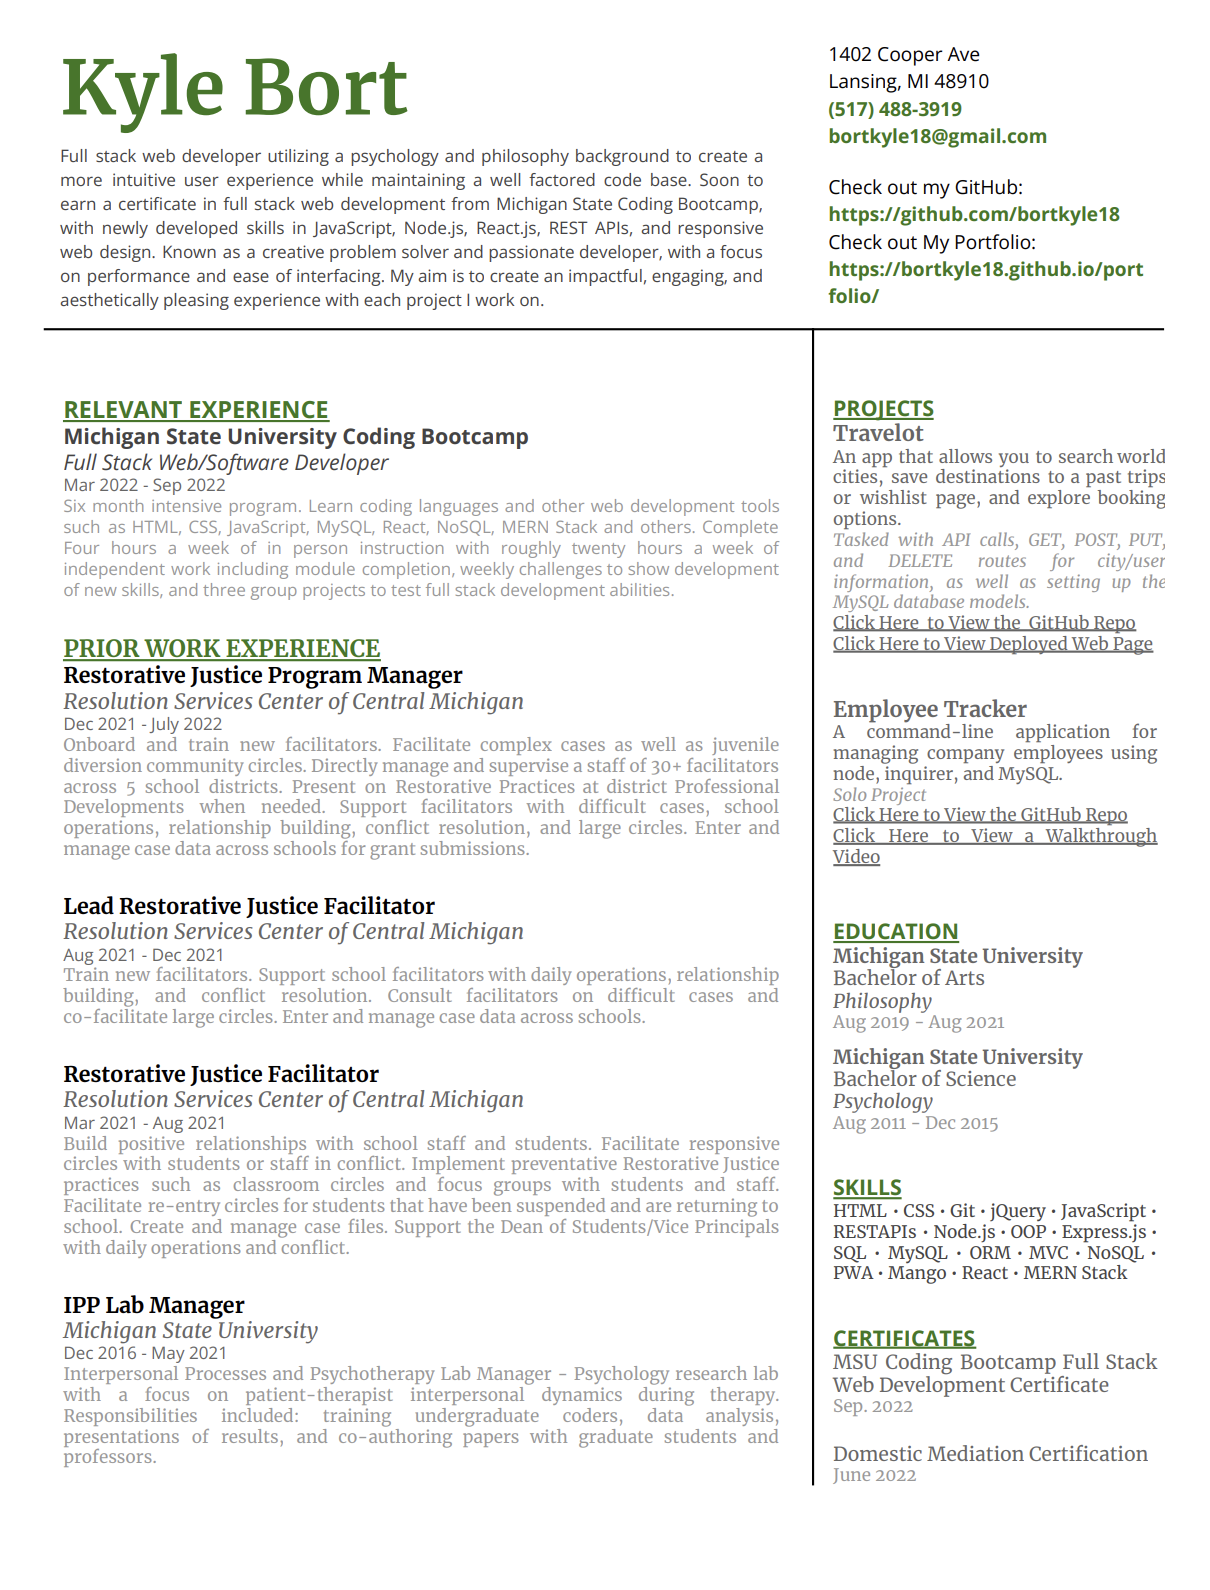 Kyle Bort
Full stack web developer utilizing a psychology and philosophy background to create a
more intuitive user experience while maintaining a well factored code base. Soon to
earn a certificate in full stack web development from Michigan State Coding Bootcamp,
with newly developed skills in JavaScript, Node.js, React.js, REST APIs, and responsive
web design. Known as a creative problem solver and passionate developer, with a focus
on performance and ease of interfacing. My aim is to create an impactful, engaging, and
aesthetically pleasing experience with each project I work on.
1402 Cooper Ave
Lansing, MI 48910
(517) 488-3919
bortkyle18@gmail.com
Check out my GitHub:
https://github.com/bortkyle18
Check out My Portfolio:
https://bortkyle18.github.io/port
folio/
RELEVANT EXPERIENCE
Michigan State University Coding Bootcamp
Full Stack Web/Software Developer
Mar 2022 - Sep 2022
Six month intensive program. Learn coding languages and other web development tools
such as HTML, CSS, JavaScript, MySQL, React, NoSQL, MERN Stack and others. Complete
Four hours a week of in person instruction with roughly twenty hours a week of
independent work including module completion, weekly challenges to show development
of new skills, and three group projects to test full stack development abilities.
PRIOR WORK EXPERIENCE
Restorative Justice Program Manager
Resolution Services Center of Central Michigan
Dec 2021 - July 2022
Onboard and train new facilitators. Facilitate complex cases as well as juvenile
diversion community circles. Directly manage and supervise a staff of 30+ facilitators
across 5 school districts. Present on Restorative Practices at district Professional
Developments when needed. Support facilitators with difficult cases, school
operations, relationship building, conflict resolution, and large circles. Enter and
manage case data across schools for grant submissions.
Lead Restorative Justice Facilitator
Resolution Services Center of Central Michigan
Aug 2021 - Dec 2021
Train new facilitators. Support school facilitators with daily operations, relationship
building, and conflict resolution. Consult facilitators on difficult cases and
co-facilitate large circles. Enter and manage case data across schools.
Restorative Justice Facilitator
Resolution Services Center of Central Michigan
Mar 2021 - Aug 2021
Build positive relationships with school staff and students. Facilitate responsive
circles with students or staff in conflict. Implement preventative Restorative Justice
practices such as classroom circles and focus groups with students and staff.
Facilitate re-entry circles for students that have been suspended and are returning to
school. Create and manage case files. Support the Dean of Students/Vice Principals
with daily operations and conflict.
IPP Lab Manager
Michigan State University
Dec 2016 - May 2021
Interpersonal Processes and Psychotherapy Lab Manager - Psychology research lab
with a focus on patient-therapist interpersonal dynamics during therapy.
Responsibilities included: training undergraduate coders, data analysis,
presentations of results, and co-authoring papers with graduate students and
professors.
PROJECTS
Travelot
An app that allows you to search world
cities, save destinations to a past trips
or wishlist page, and explore booking
options.
Tasked with API calls, GET, POST, PUT,
and DELETE routes for city/user
information, as well as setting up the
MySQL database models.
Click Here to View the GitHub Repo
Click Here to View Deployed Web Page
Employee Tracker
A command-line application for
managing company employees using
node, inquirer, and MySQL.
Solo Project
Click Here to View the GitHub Repo
Click Here to View a Walkthrough
Video
EDUCATION
Michigan State University
Bachelor of Arts
Philosophy
Aug 2019 - Aug 2021
Michigan State University
Bachelor of Science
Psychology
Aug 2011 - Dec 2015
SKILLS
HTML • CSS • Git • jQuery • JavaScript •
RESTAPIs • Node.js • OOP • Express.js •
SQL • MySQL • ORM • MVC • NoSQL •
PWA • Mango • React • MERN Stack
CERTIFICATES
MSU Coding Bootcamp Full Stack
Web Development Certificate
Sep. 2022
Domestic Mediation Certification
June 2022